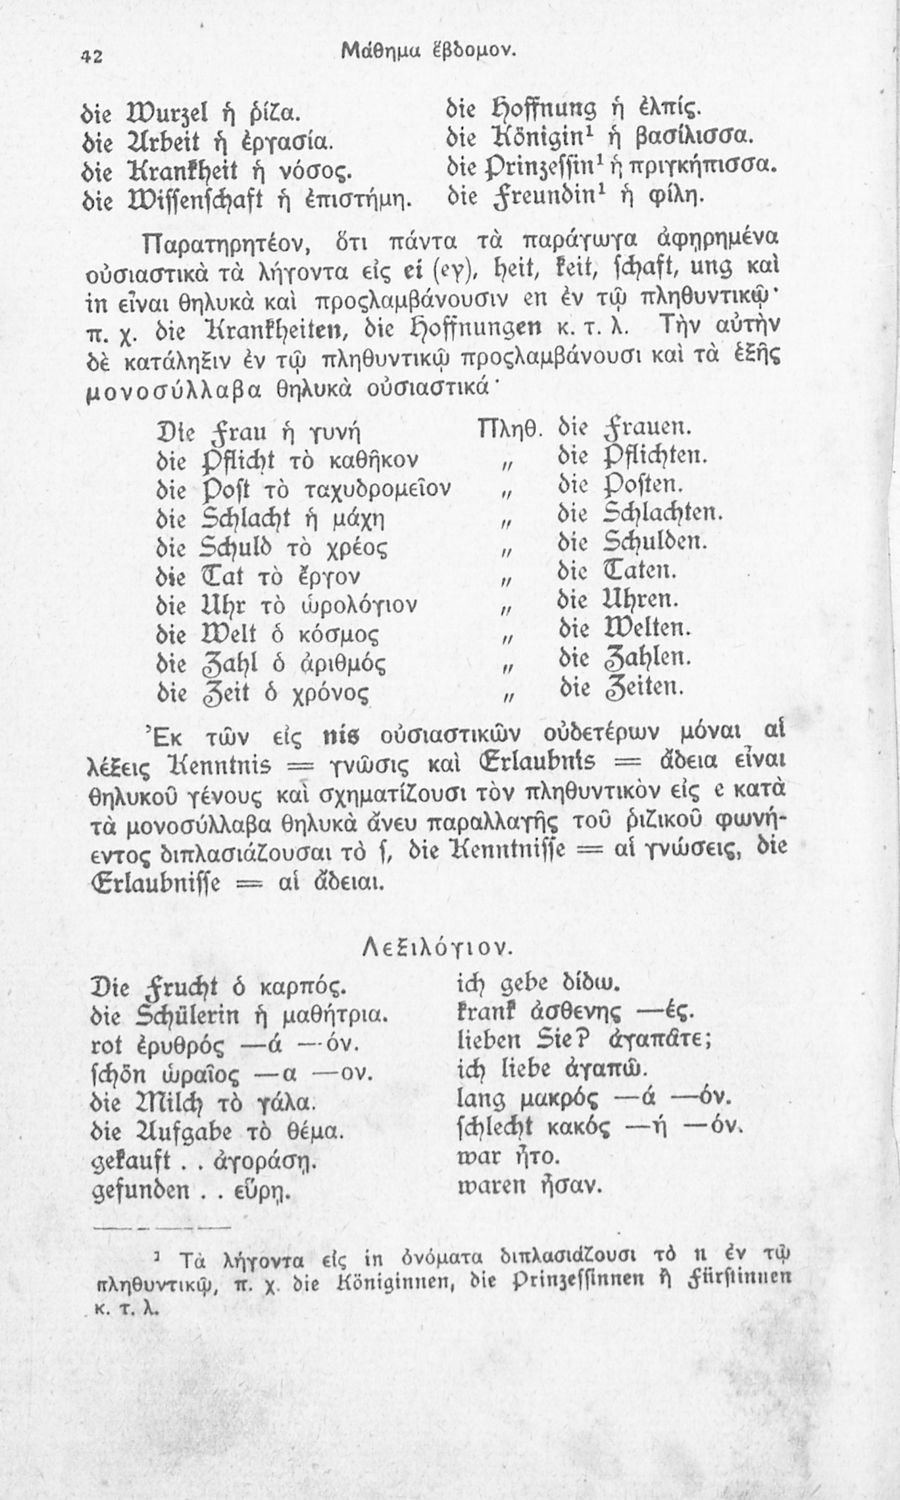 42
Μάθημα ἕβδομον.
die Wurzel ἡ ῥίζα.
die Arbeit ἡ ἐργασία.
die Krankheit ἡ νόσος.
die Wissenschaft ἡ ἐπιστήμη.
die Hoffnung ἡ ἐλπίς.
die Königin¹ ἡ βασίλισσα.
die Prinzessin¹ ἡ πριγκήπισσα.
die Freundin¹ ἡ φίλη.
Παρατηρητέον, ὅτι πάντα τὰ παράγωγα ἀφῃρημένα
οὐσιαστικὰ τὰ λήγοντα εἰς ei (ey), heit, keit, schaft, ung καὶ
in εἶναι θηλυκὰ καὶ προςλαμβάνουσιν en ἐν τῷ πληθυντικῷ·
π. χ. die Krankheiten, die Hoffnungen κ. τ. λ. Τὴν αὐτὴν
δὲ κατάληξιν ἐν τῷ πληθυντικῷ προςλαμβάνουσι καὶ τὰ ἑξῆς
μονοσύλλαβα θηλυκὰ οὐσιαστικά·
Die Frau ἡ γυνή Πληθ. die Frauen.
die Pflicht τὸ καθῆκον „ die Pflichten.
die Post τὸ ταχυδρομεῖον „ die Posten.
die Schlacht ἡ μάχη „ die Schlachten.
die Schuld τὸ χρέος „ die Schulden.
die Tat τὸ ἔργον „ die Taten.
die Uhr τὸ ὡρολόγιον „ die Uhren.
die Welt ὁ κόσμος „ die Welten.
die Zahl ὁ ἀριθμός „ die Zahlen.
die Zeit ὁ χρόνος „ die Zeiten.
Ἐκ τῶν εἰς nis οὐσιαστικῶν οὐδετέρων μόναι αἱ
λέξεις Kenntnis = γνῶσις καὶ Erlaubnis = ἄδεια εἶναι
θηλυκοῦ γένους καὶ σχηματίζουσι τὸν πληθυντικὸν εἰς e κατὰ
τὰ μονοσύλλαβα θηλυκὰ ἄνευ παραλλαγῆς τοῦ ῥιζικοῦ φωνή-
εντος διπλασιάζουσαι τὸ s, die Kenntnisse = αἱ γνώσεις, die
Erlaubnisse = αἱ ἄδειαι.
Λεξιλόγιον.
Die Frucht ὁ καρπός.
die Schülerin ἡ μαθήτρια.
rot ἐρυθρός —ά —όν.
schön ὡραῖος —α —ον.
die Milch τὸ γάλα.
die Aufgabe τὸ θέμα.
gekauft . . ἀγοράσῃ.
gefunden . . εὕρῃ.
ich gebe δίδω.
krank ἀσθενης —ές.
lieben Sie? ἀγαπᾶτε;
ich liebe ἀγαπῶ.
lang μακρός —ά —όν.
schlecht κακός —ή —όν.
war ἦτο.
waren ἦσαν.
¹ Τὰ λήγοντα εἰς in ὀνόματα διπλασιάζουσι τὸ n ἐν τῷ
πληθυντικῷ, π. χ. die Königinnen, die Prinzessinnen ἢ Fürstinnen
κ. τ. λ.